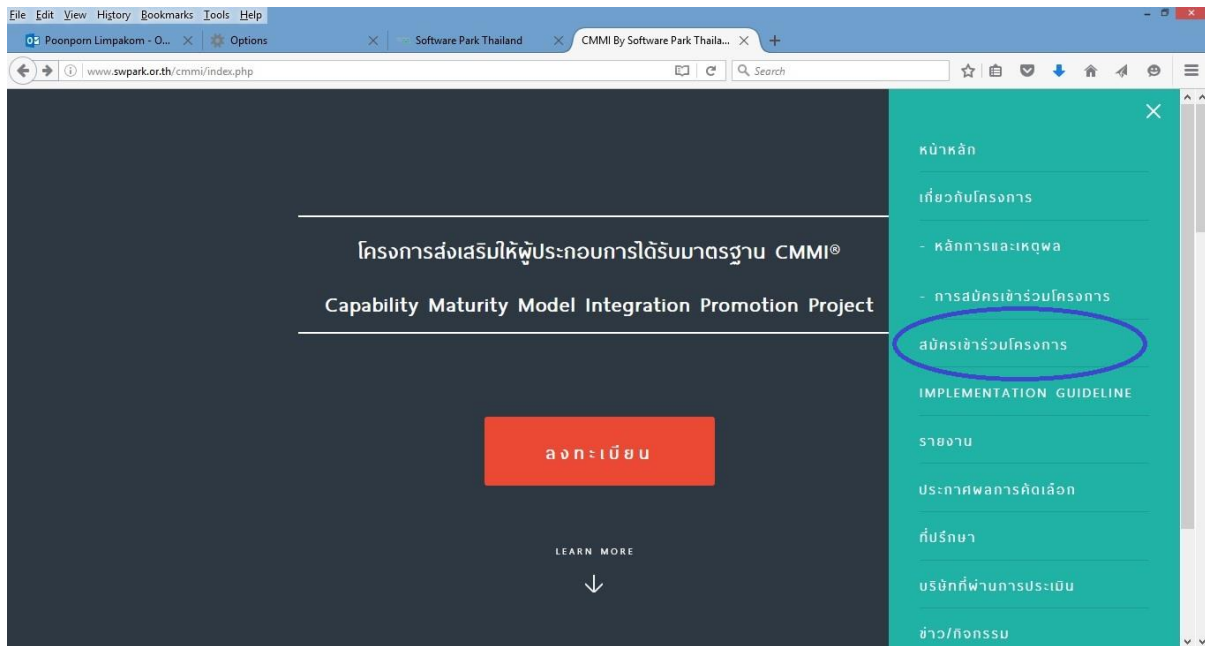 File Edit View History Bookmarks Tools Help
Poonporn Limpakom - O... Options Software Park Thailand CMMI By Software Park Thaila...
www.swpark.or.th/cmmi/index.php Search
หน้าหลัก
เกี่ยวกับโครงการ
- หลักการและเหตุผล
- การสมัครเข้าร่วมโครงการ
สมัครเข้าร่วมโครงการ
IMPLEMENTATION GUIDELINE
รายงาน
ประกาศผลการคัดเลือก
ที่ปรึกษา
บริษัทที่ผ่านการประเมิน
ข่าว/กิจกรรม
โครงการส่งเสริมให้ผู้ประกอบการได้รับมาตรฐาน CMMI®
Capability Maturity Model Integration Promotion Project
ลงทะเบียน
LEARN MORE